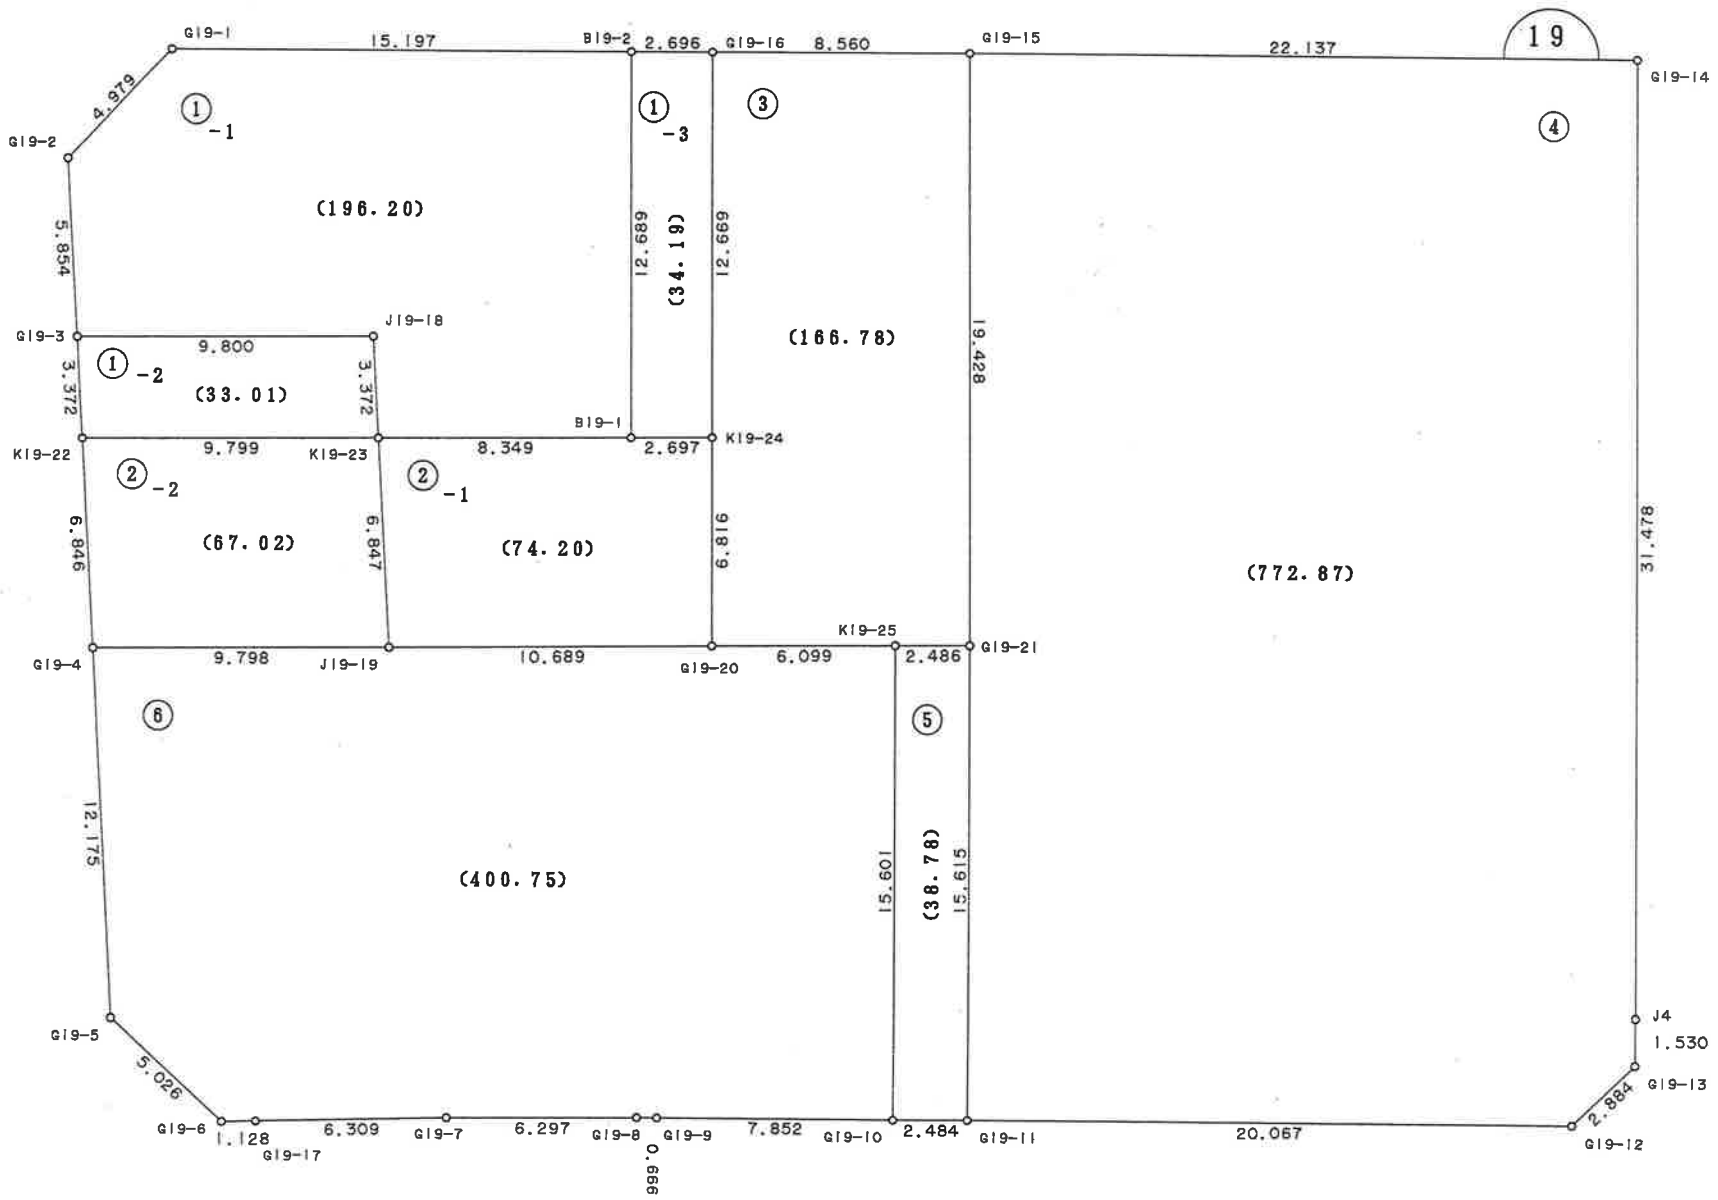 G19-1
15.197
B19-2
2.696
G19-16
8.560
G19-15
22.137
19
G19-14
4.979
①
-1
①
-3
③
④
G19-2
(196.20)
5.854
12.689
(34.19)
12.669
G19-3
J19-18
9.800
(166.78)
19.428
①
-2
3.372
(33.01)
3.372
B19-1
K19-24
K19-22
9.799
K19-23
8.349
2.697
②
-2
②
-1
6.846
(67.02)
6.847
(74.20)
6.816
31.478
(772.87)
K19-25
G19-4
9.798
J19-19
10.689
G19-20
6.099
2.486
G19-21
⑥
⑤
12.175
(400.75)
15.601
(38.78)
15.615
G19-5
J4
1.530
5.026
G19-13
2.884
G19-6
1.128
G19-17
6.309
G19-7
6.297
G19-8
G19-9
0.666
7.852
G19-10
2.484
G19-11
20.067
G19-12